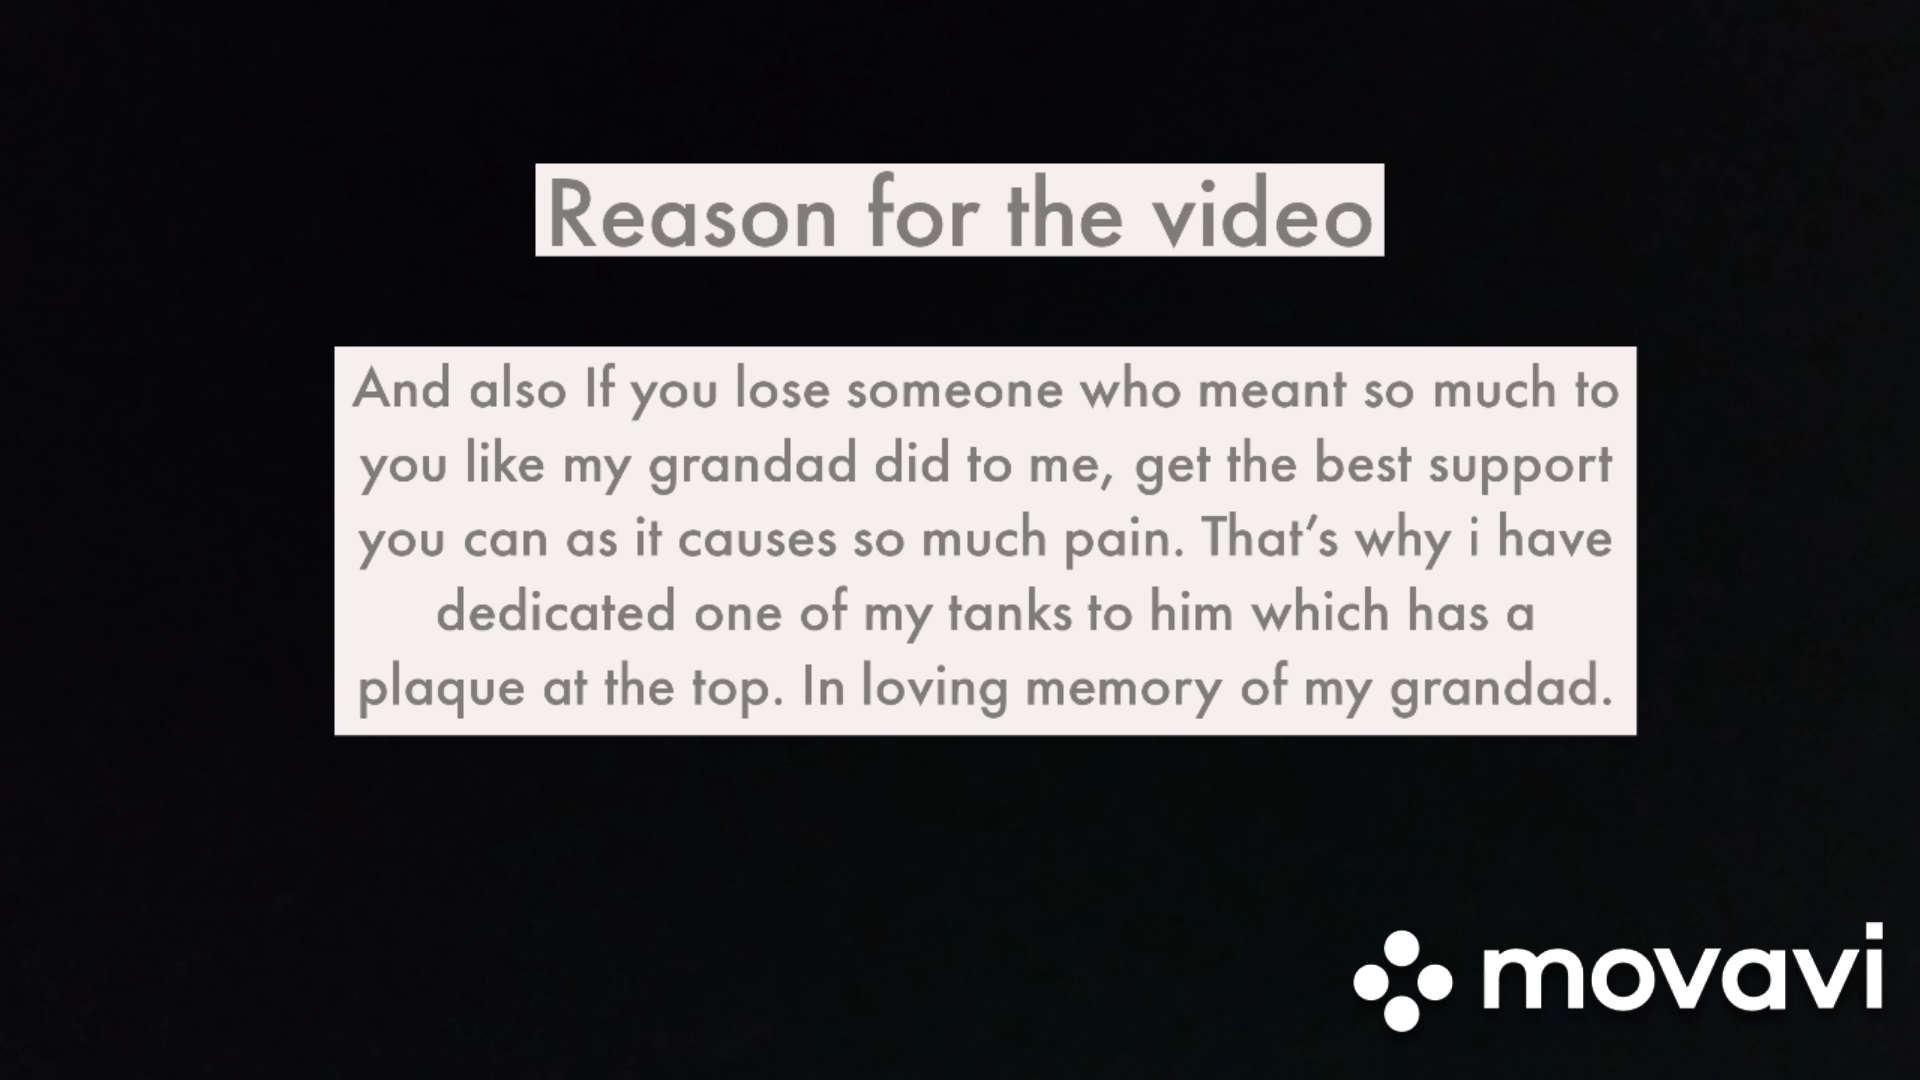 Reason for the video
And also If you lose someone who meant so much to
you like my grandad did to me, get the best support
you can as it causes so much pain. That’s why i have
dedicated one of my tanks to him which has a
plaque at the top. In loving memory of my grandad.
movavi